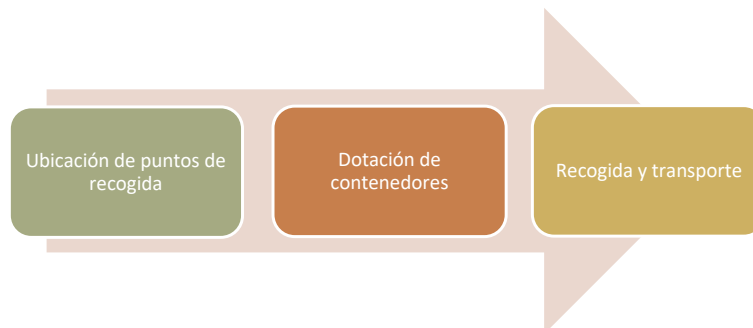 Ubicación de puntos de
recogida
Dotación de
contenedores
Recogida y transporte